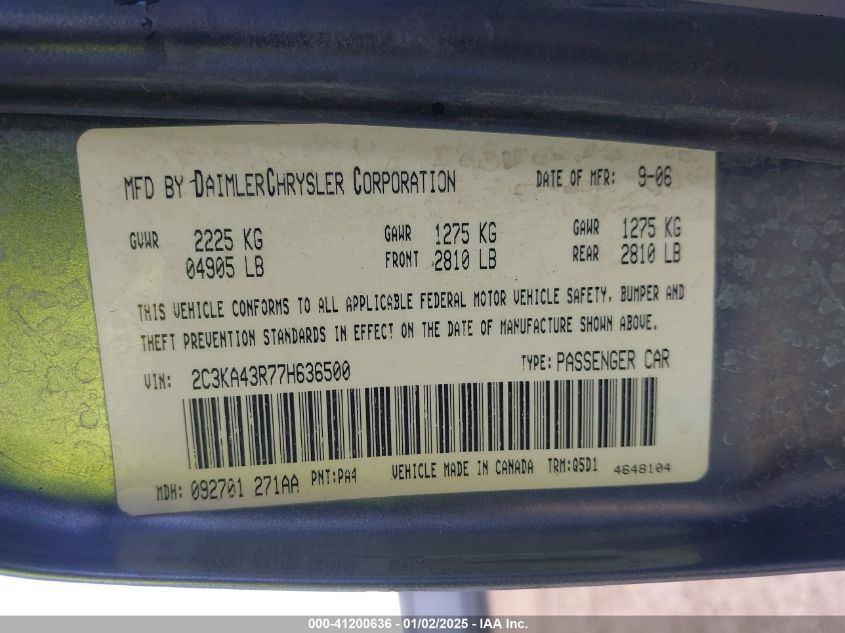 MFD BY DAIMLERCHRYSLER CORPORATION DATE OF MFR: 9-06
GVWR 2225 KG GAWR 1275 KG GAWR 1275 KG
04905 LB FRONT 2810 LB REAR 2810 LB
THIS VEHICLE CONFORMS TO ALL APPLICABLE FEDERAL MOTOR VEHICLE SAFETY, BUMPER AND
THEFT PREVENTION STANDARDS IN EFFECT ON THE DATE OF MANUFACTURE SHOWN ABOVE.
VIN: 2C3KA43R77H636500 TYPE: PASSENGER CAR
MDH: 092701 271AA PNT: PA4 VEHICLE MADE IN CANADA TRM: Q5D1 4648104
000-41200636 - 01/02/2025 - IAA Inc.